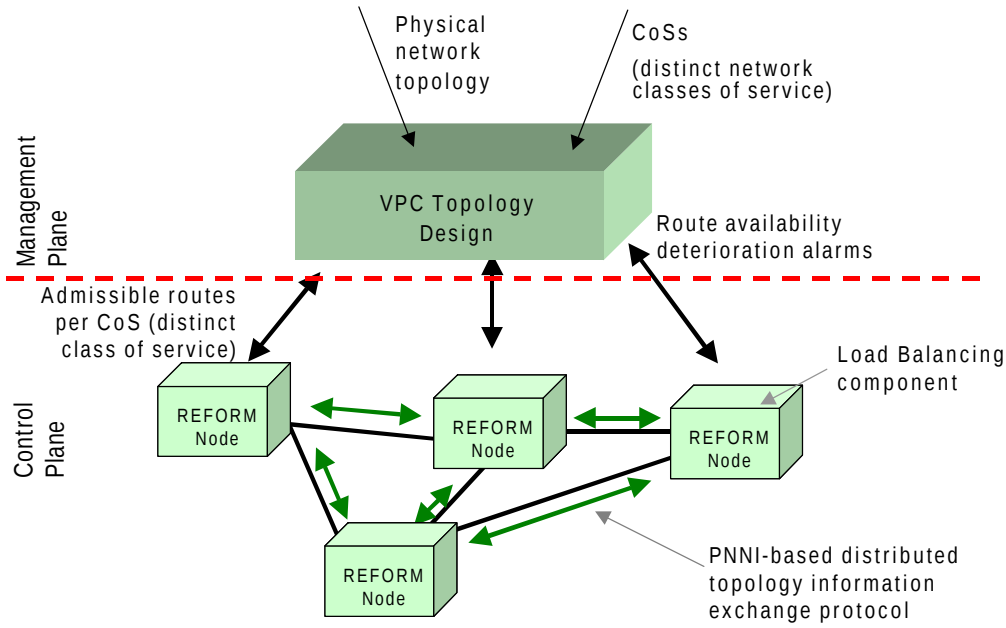 Physical
network
topology
CoSs
(distinct network
classes of service)
Management
Plane
VPC Topology
Design
Route availability
deterioration alarms
Admissible routes
per CoS (distinct
class of service)
Load Balancing
component
Control
Plane
REFORM
Node
REFORM
Node
REFORM
Node
REFORM
Node
PNNI-based distributed
topology information
exchange protocol